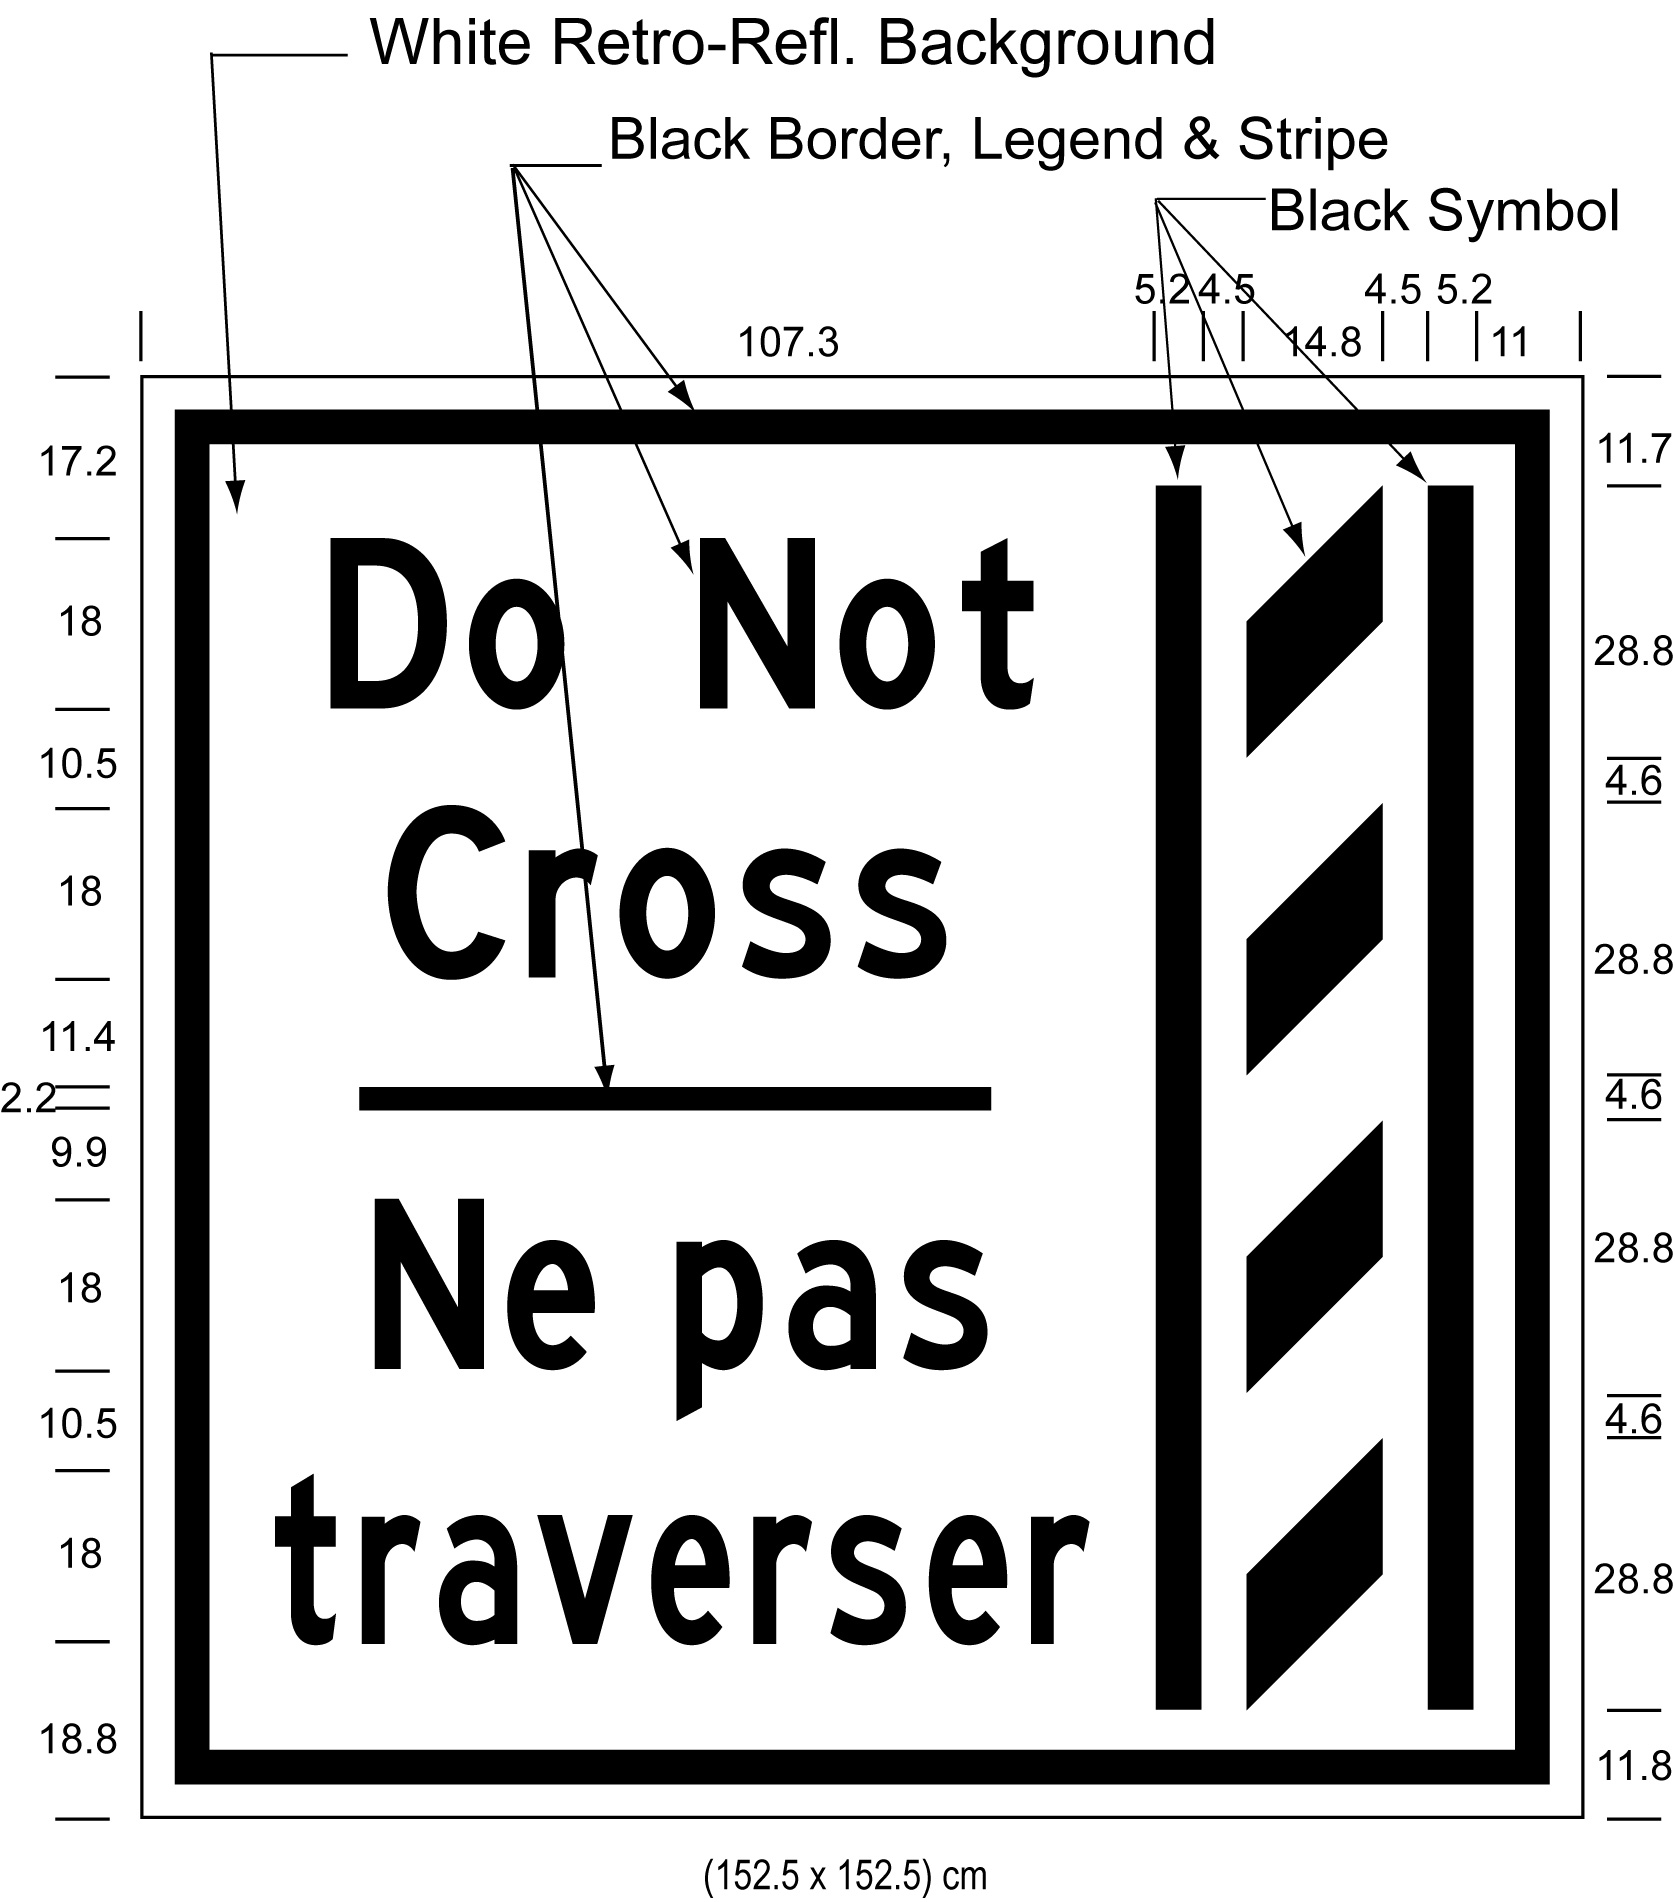 White Retro-Refl. Background
Black Border, Legend & Stripe
Black Symbol
5.2 4.5 4.5 5.2
107.3 14.8 11
17.2 11.7
Do Not
18 28.8
10.5 4.6
Cross
18 28.8
11.4
2.2 4.6
9.9
Ne pas
18 28.8
10.5 4.6
traverser
18 28.8
18.8 11.8
(152.5 x 152.5) cm